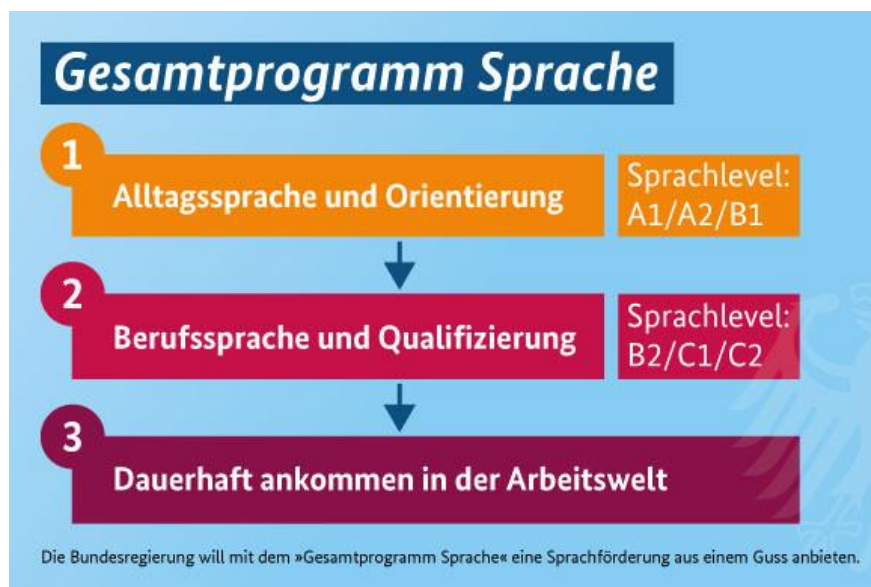 Gesamtprogramm Sprache
1
Alltagssprache und Orientierung
Sprachlevel:
A1/A2/B1
2
Berufssprache und Qualifizierung
Sprachlevel:
B2/C1/C2
3
Dauerhaft ankommen in der Arbeitswelt
Die Bundesregierung will mit dem »Gesamtprogramm Sprache« eine Sprachförderung aus einem Guss anbieten.